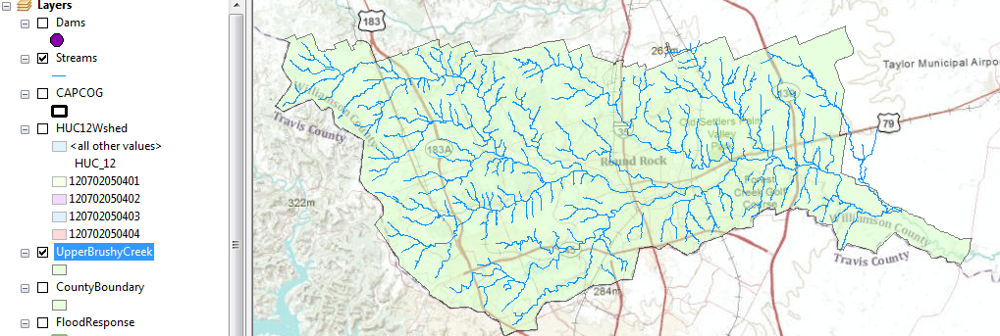 Layers
Dams
Streams
CAPCOG
HUC12Wshed
<all other values>
HUC_12
120702050401
120702050402
120702050403
120702050404
UpperBrushyCreek
CountyBoundary
FloodResponse
183
263m
Taylor Municipal Airpor
Williamson County
Travis County
130
Old Settlers Palm
Valley
Park
79
35
183A
Round Rock
Forest
Creek Golf
Course
322m
Williamson County
Travis County
284m